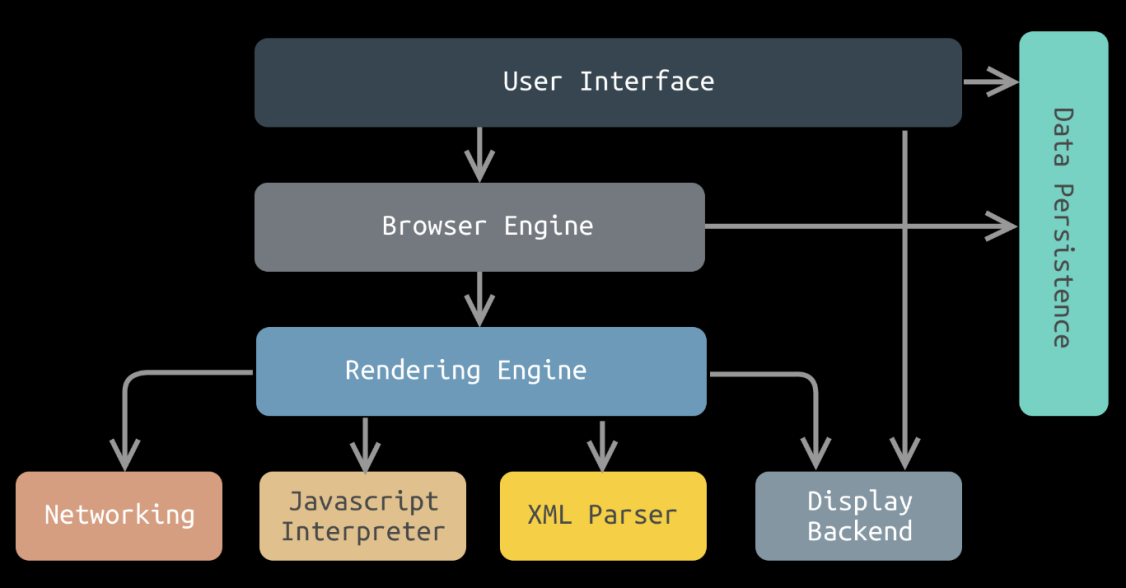 User Interface
Data Persistence
Browser Engine
Rendering Engine
Networking
Javascript
Interpreter
XML Parser
Display
Backend